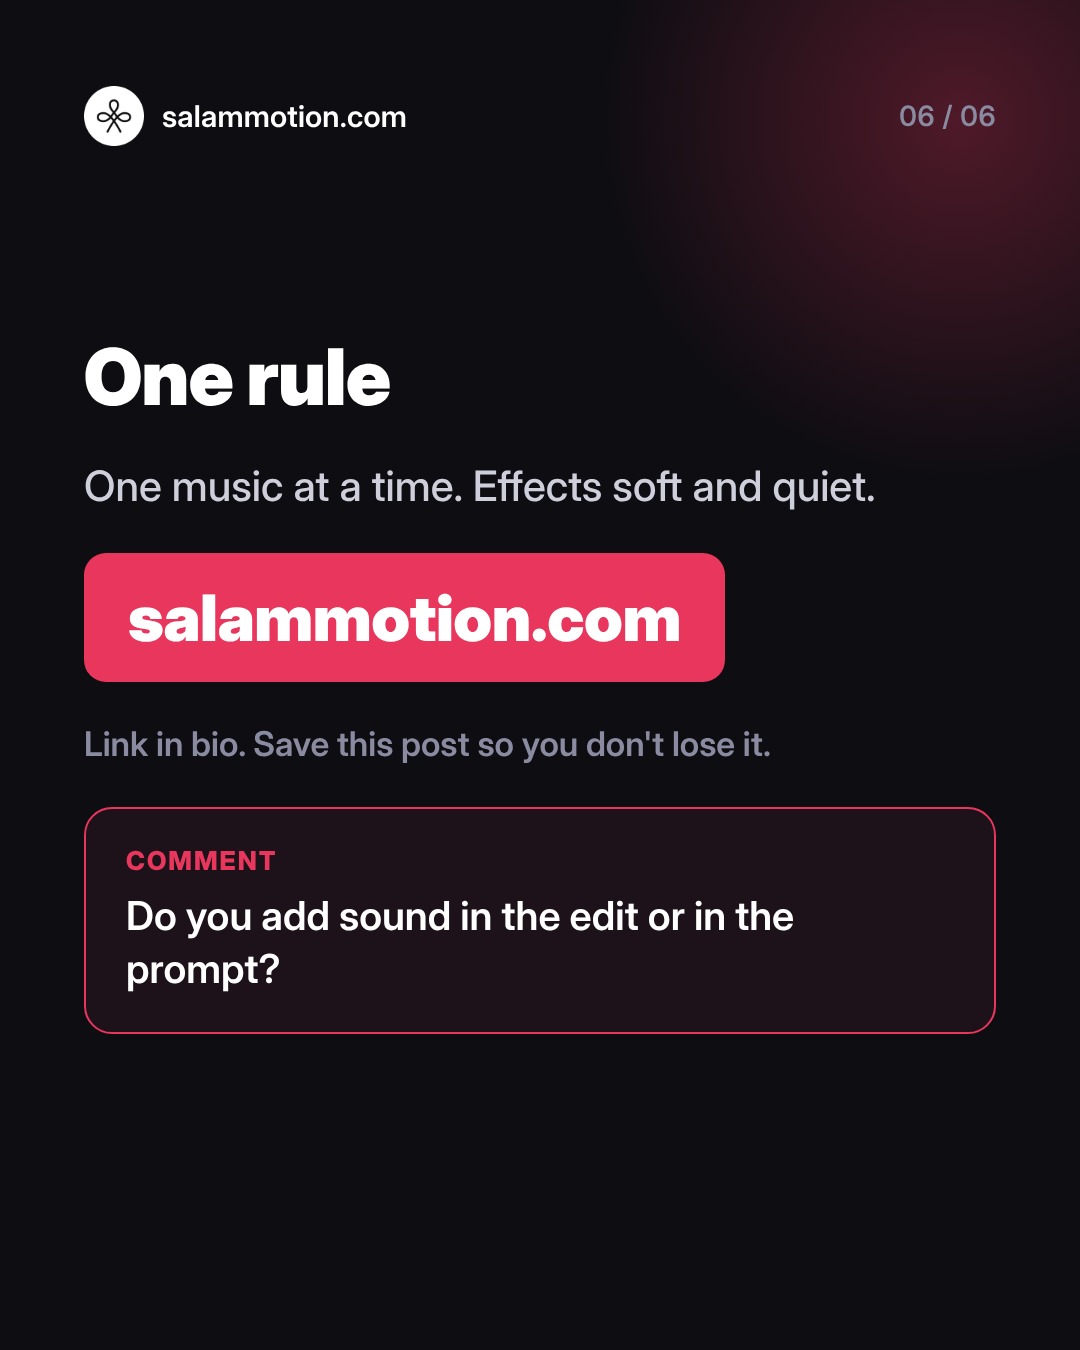 salammotion.com
06 / 06
One rule
One music at a time. Effects soft and quiet.
salammotion.com
Link in bio. Save this post so you don't lose it.
COMMENT
Do you add sound in the edit or in the
prompt?